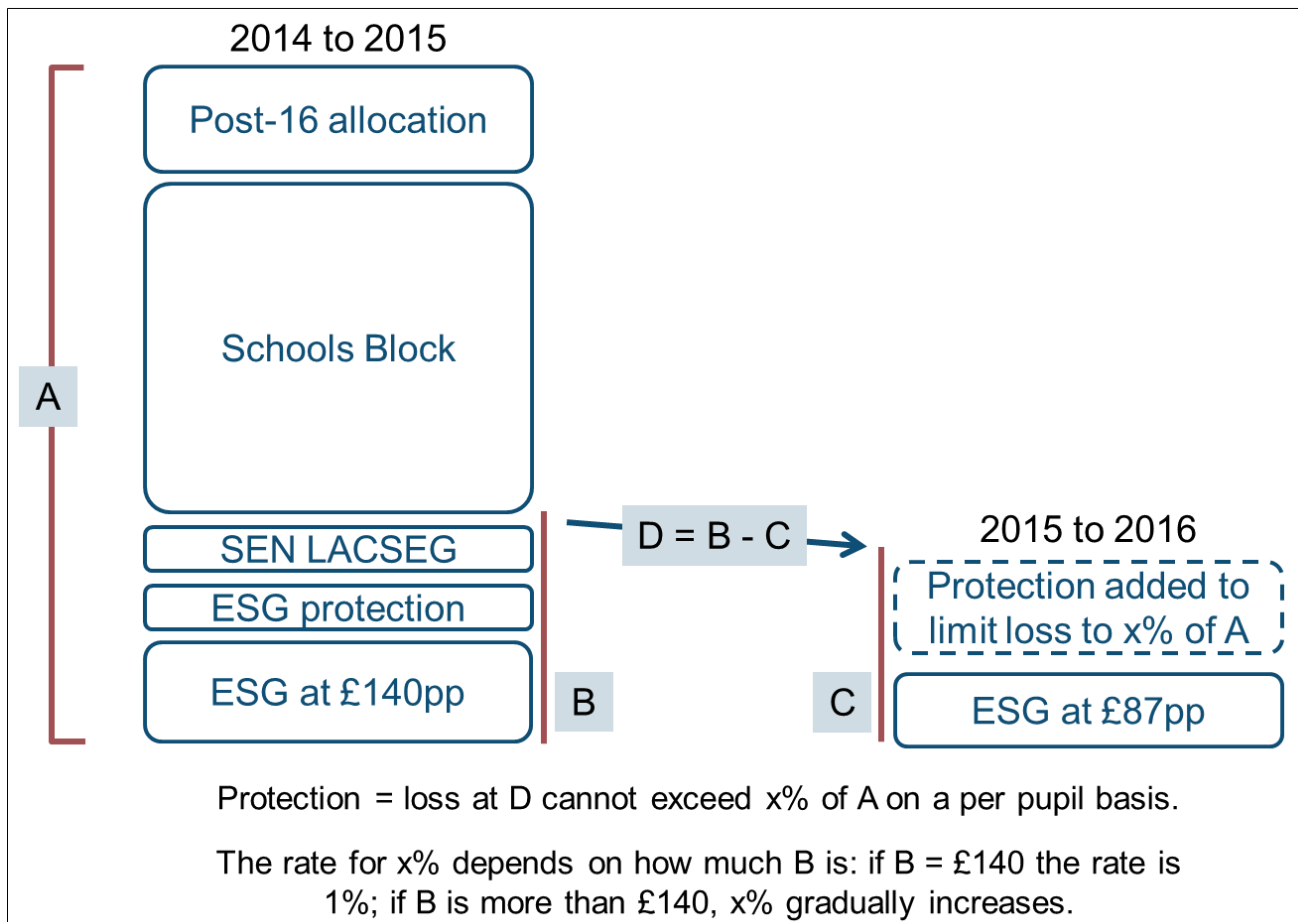 2014 to 2015
Post-16 allocation
Schools Block
A
SEN LACSEG
ESG protection
ESG at £140pp
B
D = B - C
2015 to 2016
Protection added to
limit loss to x% of A
C
ESG at £87pp
Protection = loss at D cannot exceed x% of A on a per pupil basis.
The rate for x% depends on how much B is: if B = £140 the rate is
1%; if B is more than £140, x% gradually increases.